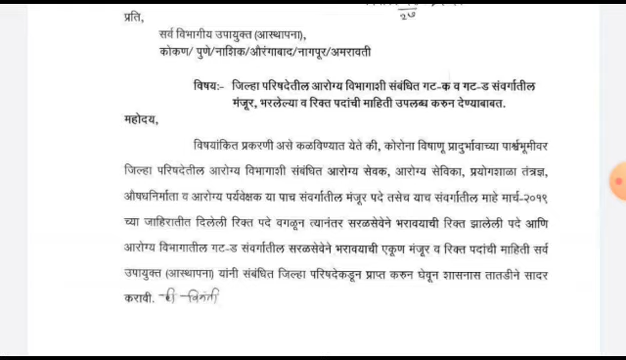 २७
प्रति,
सर्व विभागीय उपायुक्त (आस्थापना),
कोकण/ पुणे/नाशिक/औरंगाबाद/नागपूर/अमरावती
विषय:- जिल्हा परिषदेतील आरोग्य विभागाशी संबंधित गट-क व गट-ड संवर्गातील
मंजूर, भरलेल्या व रिक्त पदांची माहिती उपलब्ध करुन देण्याबाबत.
महोदय,
विषयांकित प्रकरणी असे कळविण्यात येते की, कोरोना विषाणू प्रादुर्भावाच्या पार्श्वभूमीवर
जिल्हा परिषदेतील आरोग्य विभागाशी संबंधित आरोग्य सेवक, आरोग्य सेविका, प्रयोगशाळा तंत्रज्ञ,
औषधनिर्माता व आरोग्य पर्यवेक्षक या पाच संवर्गातील मंजूर पदे तसेच याच संवर्गातील माहे मार्च-२०१९
च्या जाहिरातीत दिलेली रिक्त पदे वगळून त्यानंतर सरळसेवेने भरावयाची रिक्त झालेली पदे आणि
आरोग्य विभागातील गट-ड संवर्गातील सरळसेवेने भरावयाची एकूण मंजूर व रिक्त पदांची माहिती सर्व
उपायुक्त (आस्थापना) यांनी संबंधित जिल्हा परिषदेकडून प्राप्त करुन घेवून शासनास तातडीने सादर
करावी. ही विनंती